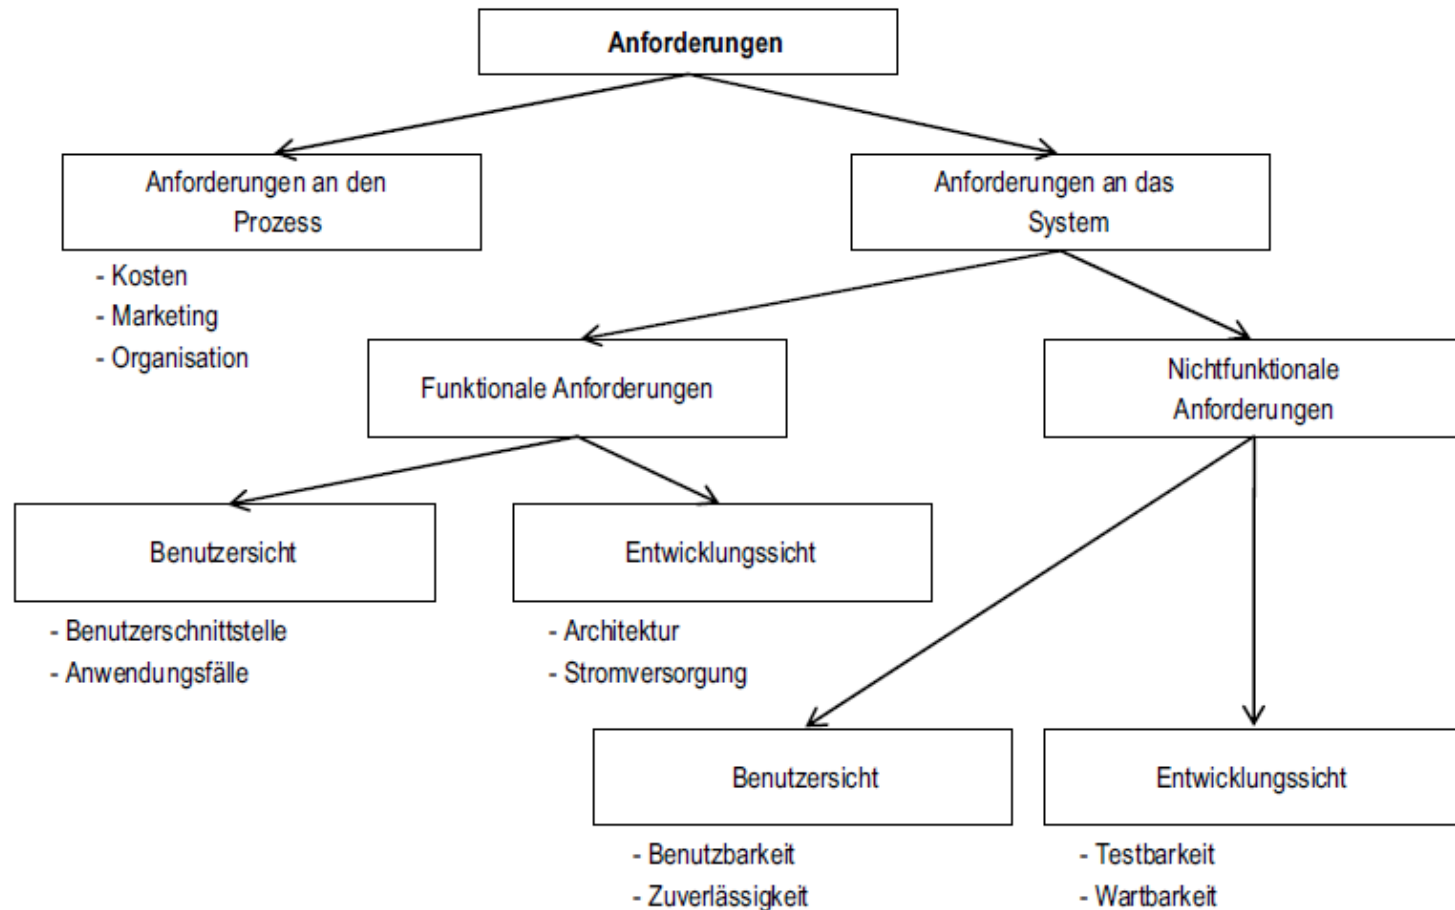 Anforderungen
Anforderungen an den
Prozess
Anforderungen an das
System
- Kosten
- Marketing
- Organisation
Funktionale Anforderungen
Nichtfunktionale
Anforderungen
Benutzersicht
Entwicklungssicht
- Benutzerschnittstelle
- Anwendungsfälle
- Architektur
- Stromversorgung
Benutzersicht
Entwicklungssicht
- Benutzbarkeit
- Zuverlässigkeit
- Testbarkeit
- Wartbarkeit